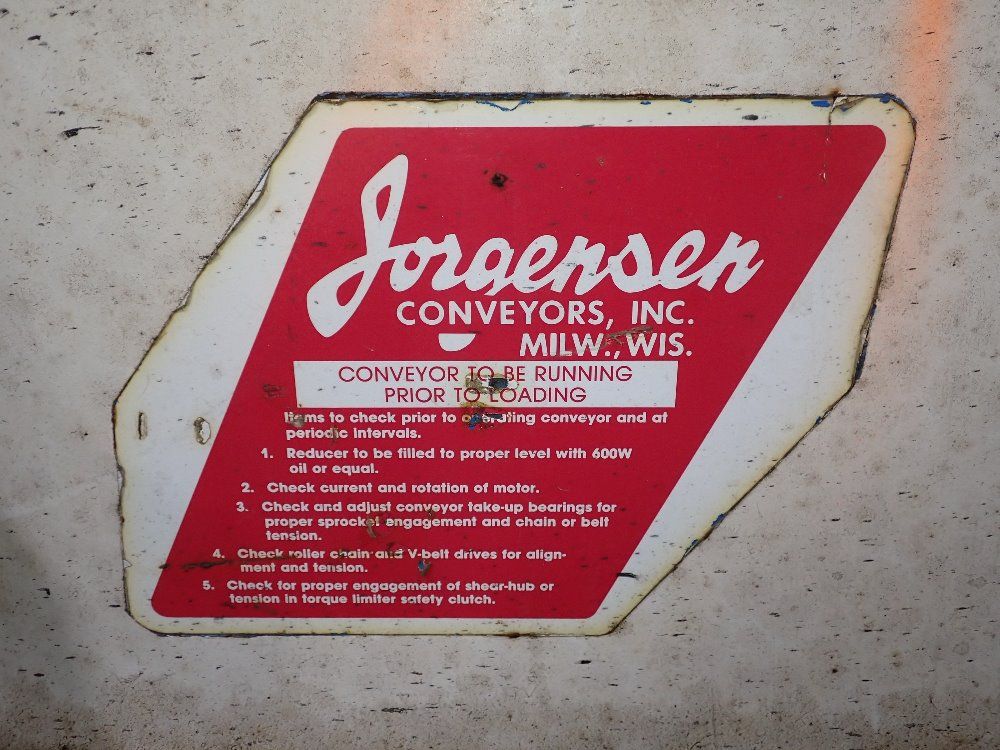 Jorgensen
CONVEYORS, INC.
MILW., WIS.
CONVEYOR TO BE RUNNING
PRIOR TO LOADING
Items to check prior to operating conveyor and at
periodic intervals.
1. Reducer to be filled to proper level with 600W
oil or equal.
2. Check current and rotation of motor.
3. Check and adjust conveyor take-up bearings for
proper sprocket engagement and chain or belt
tension.
4. Check roller chain and V-belt drives for align-
ment and tension.
5. Check for proper engagement of shear-hub or
tension in torque limiter safety clutch.